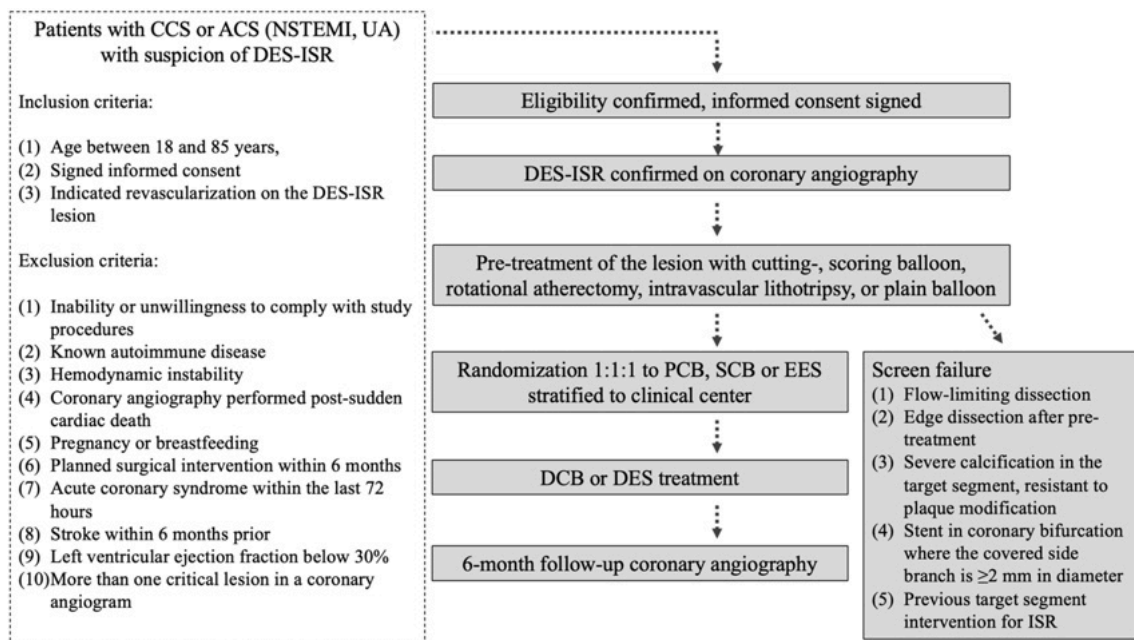 Patients with CCS or ACS (NSTEMI, UA)
with suspicion of DES-ISR
Inclusion criteria:
(1) Age between 18 and 85 years,
(2) Signed informed consent
(3) Indicated revascularization on the DES-ISR
lesion
Exclusion criteria:
(1) Inability or unwillingness to comply with study
procedures
(2) Known autoimmune disease
(3) Hemodynamic instability
(4) Coronary angiography performed post-sudden
cardiac death
(5) Pregnancy or breastfeeding
(6) Planned surgical intervention within 6 months
(7) Acute coronary syndrome within the last 72
hours
(8) Stroke within 6 months prior
(9) Left ventricular ejection fraction below 30%
(10)More than one critical lesion in a coronary
angiogram
Eligibility confirmed, informed consent signed
DES-ISR confirmed on coronary angiography
Pre-treatment of the lesion with cutting-, scoring balloon,
rotational atherectomy, intravascular lithotripsy, or plain balloon
Randomization 1:1:1 to PCB, SCB or EES
stratified to clinical center
DCB or DES treatment
6-month follow-up coronary angiography
Screen failure
(1) Flow-limiting dissection
(2) Edge dissection after pre-
treatment
(3) Severe calcification in the
target segment, resistant to
plaque modification
(4) Stent in coronary bifurcation
where the covered side
branch is ≥2 mm in diameter
(5) Previous target segment
intervention for ISR